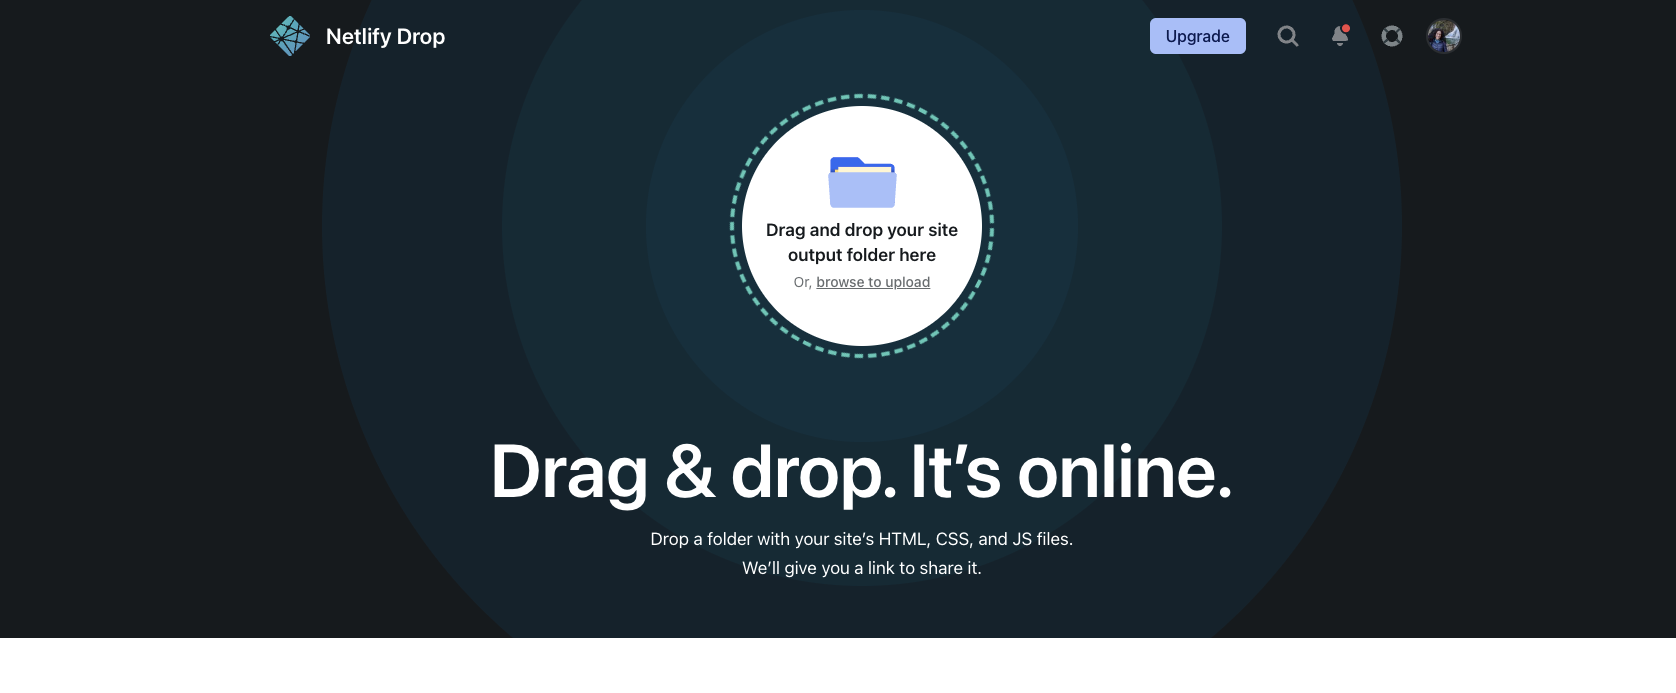 Netlify Drop
Upgrade
Drag and drop your site
output folder here
Or, browse to upload
Drag & drop. It’s online.
Drop a folder with your site’s HTML, CSS, and JS files.
We’ll give you a link to share it.